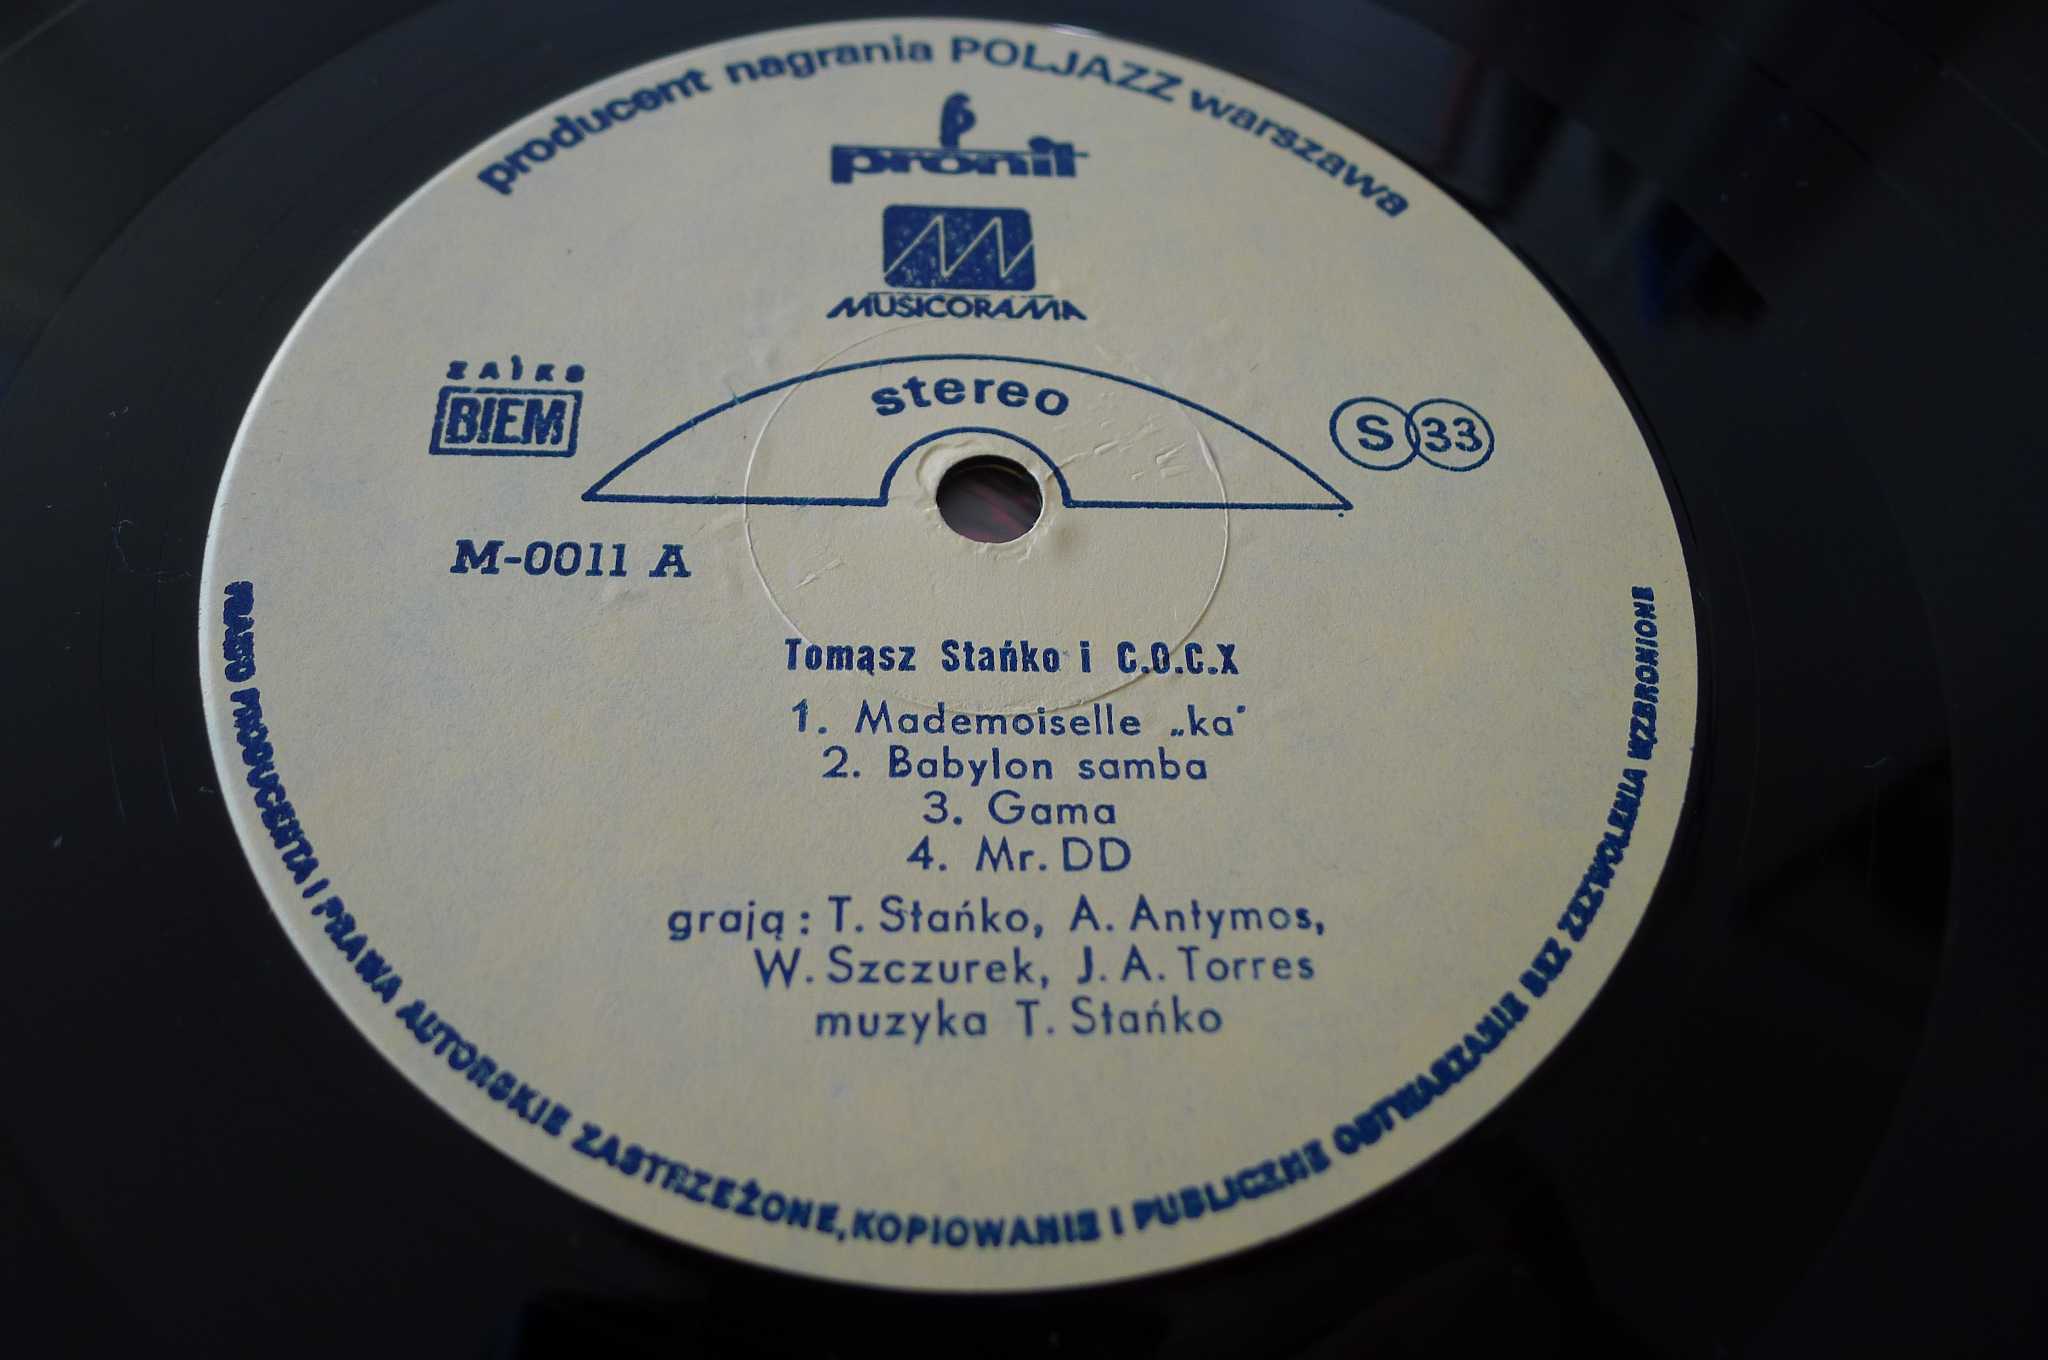 producent nagrania POLJAZZ warszawa
pronit
MUSICORAMA
stereo
ZAIKS
BIEM
S 33
M-0011 A
Tomąsz Stańko i C.O.C.X
1. Mademoiselle „ka"
2. Babylon samba
3. Gama
4. Mr. DD
grają: T. Stańko, A. Antymos,
W. Szczurek, J. A. Torres
muzyka T. Stańko
PRAWO PRODUCENTA I PRAWA AUTORSKIE ZASTRZEŻONE, KOPIOWANIE I PUBLICZNE ODTWARZANIE BEZ ZEZWOLENIA WZBRONIONE